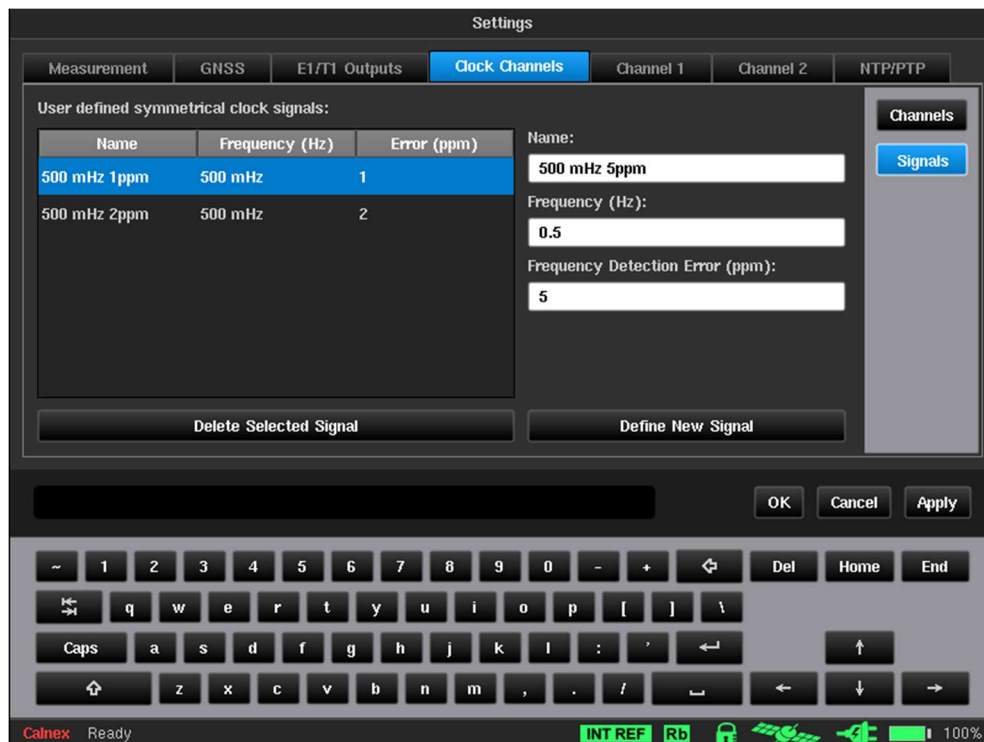 Settings
Measurement GNSS E1/T1 Outputs Clock Channels Channel 1 Channel 2 NTP/PTP
User defined symmetrical clock signals:
Name Frequency (Hz) Error (ppm)
500 mHz 1ppm 500 mHz 1
500 mHz 2ppm 500 mHz 2
Delete Selected Signal
Name:
500 mHz 5ppm
Frequency (Hz):
0.5
Frequency Detection Error (ppm):
5
Define New Signal
Channels
Signals
OK Cancel Apply
~ 1 2 3 4 5 6 7 8 9 0 - + Del Home End
q w e r t y u i o p [ ] \
Caps a s d f g h j k l : '
z x c v b n m , . /
Calnex Ready INT REF Rb 100%